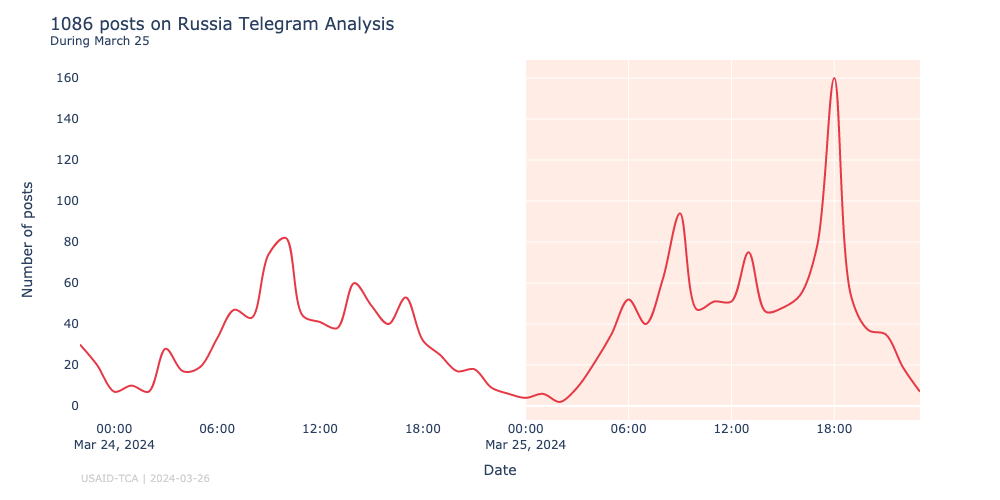 1086 posts on Russia Telegram Analysis
During March 25
Number of posts
160
140
120
100
80
60
40
20
0
00:00 06:00 12:00 18:00 00:00 06:00 12:00 18:00
Mar 24, 2024 Mar 25, 2024
Date
USAID-TCA | 2024-03-26